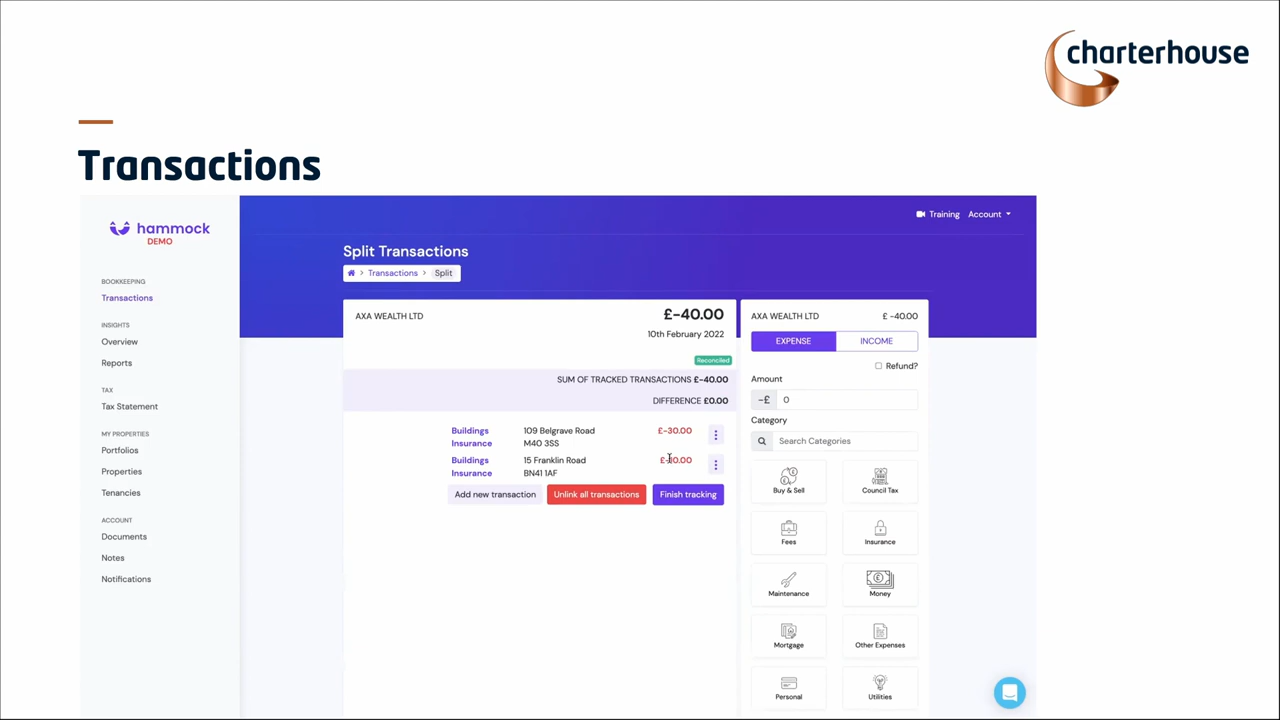 charterhouse
Transactions
hammock
DEMO
BOOKKEEPING
Transactions
INSIGHTS
Overview
Reports
TAX
Tax Statement
MY PROPERTIES
Portfolios
Properties
Tenancies
ACCOUNT
Documents
Notes
Notifications
Training Account
Split Transactions
> Transactions > Split
AXA WEALTH LTD £-40.00
10th February 2022
Reconciled
SUM OF TRACKED TRANSACTIONS £-40.00
DIFFERENCE £0.00
Buildings Insurance
109 Belgrave Road
M40 3SS
£-30.00
Buildings Insurance
15 Franklin Road
BN41 1AF
Add new transaction Unlink all transactions Finish tracking
AXA WEALTH LTD £ -40.00
EXPENSE INCOME
Refund?
Amount
-£ 0
Category
Search Categories
Buy & Sell Council Tax
Fees Insurance
Maintenance Money
Mortgage Other Expenses
Personal Utilities